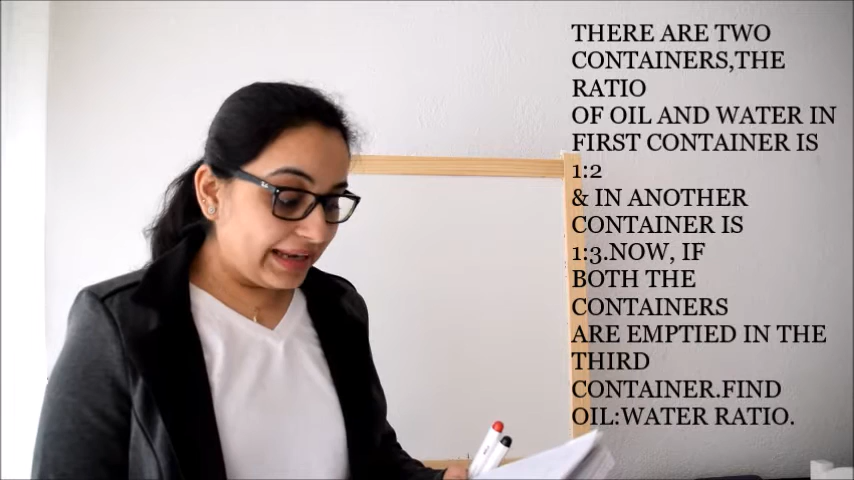 THERE ARE TWO
CONTAINERS,THE
RATIO
OF OIL AND WATER IN
FIRST CONTAINER IS
1:2
& IN ANOTHER
CONTAINER IS
1:3.NOW, IF
BOTH THE
CONTAINERS
ARE EMPTIED IN THE
THIRD
CONTAINER.FIND
OIL:WATER RATIO.